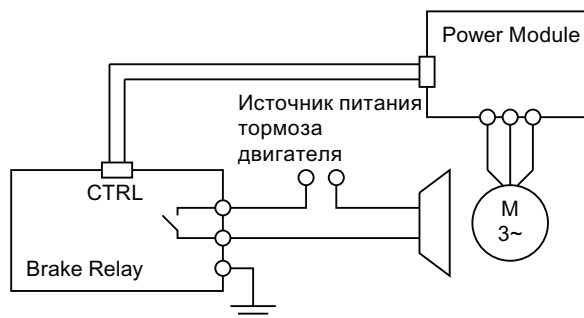 Power Module
Источник питания
тормоза
двигателя
CTRL
M
3~
Brake Relay